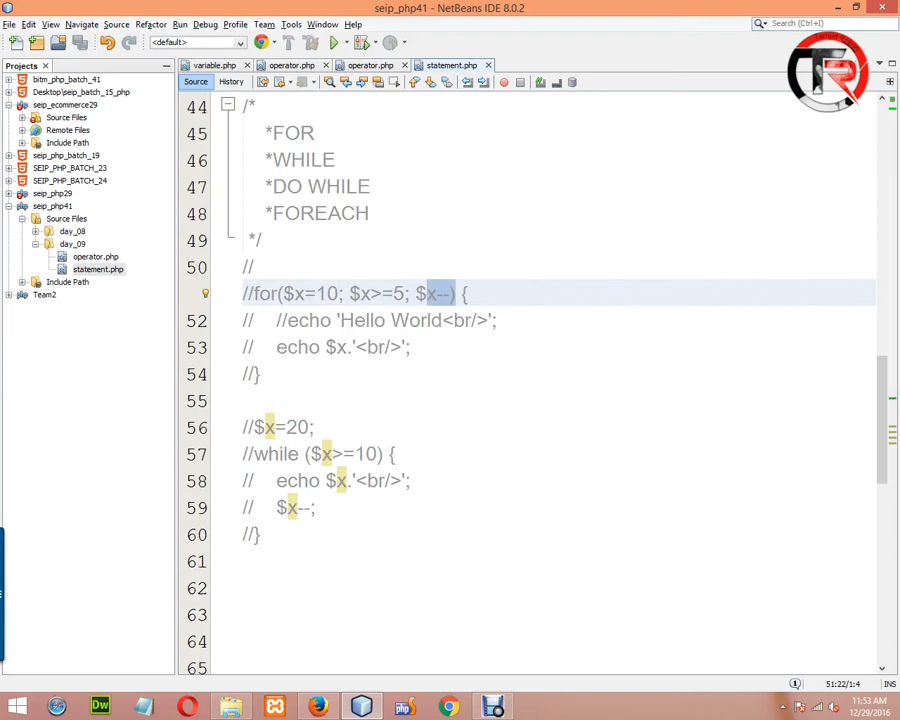 seip_php41 - NetBeans IDE 8.0.2
File Edit View Navigate Source Refactor Run Debug Profile Team Tools Window Help
Search (Ctrl+I)
<default>
Projects
variable.php operator.php operator.php statement.php
Source History
bitm_php_batch_41
Desktop\seip_batch_15_php
seip_ecommerce29
Source Files
Remote Files
Include Path
seip_php_batch_19
SEIP_PHP_BATCH_23
SEIP_PHP_BATCH_24
seip_php29
seip_php41
Source Files
day_08
day_09
operator.php
statement.php
Include Path
Team2
44 /*
45 *FOR
46 *WHILE
47 *DO WHILE
48 *FOREACH
49 */
50 //
//for($x=10; $x>=5; $x--) {
52 // //echo 'Hello World<br/>';
53 // echo $x.'<br/>';
54 //}
55
56 //$x=20;
57 //while ($x>=10) {
58 // echo $x.'<br/>';
59 // $x--;
60 //}
61
62
63
64
65
TR
51:22/1:4 INS
Dw
php
11:53 AM
12/29/2016